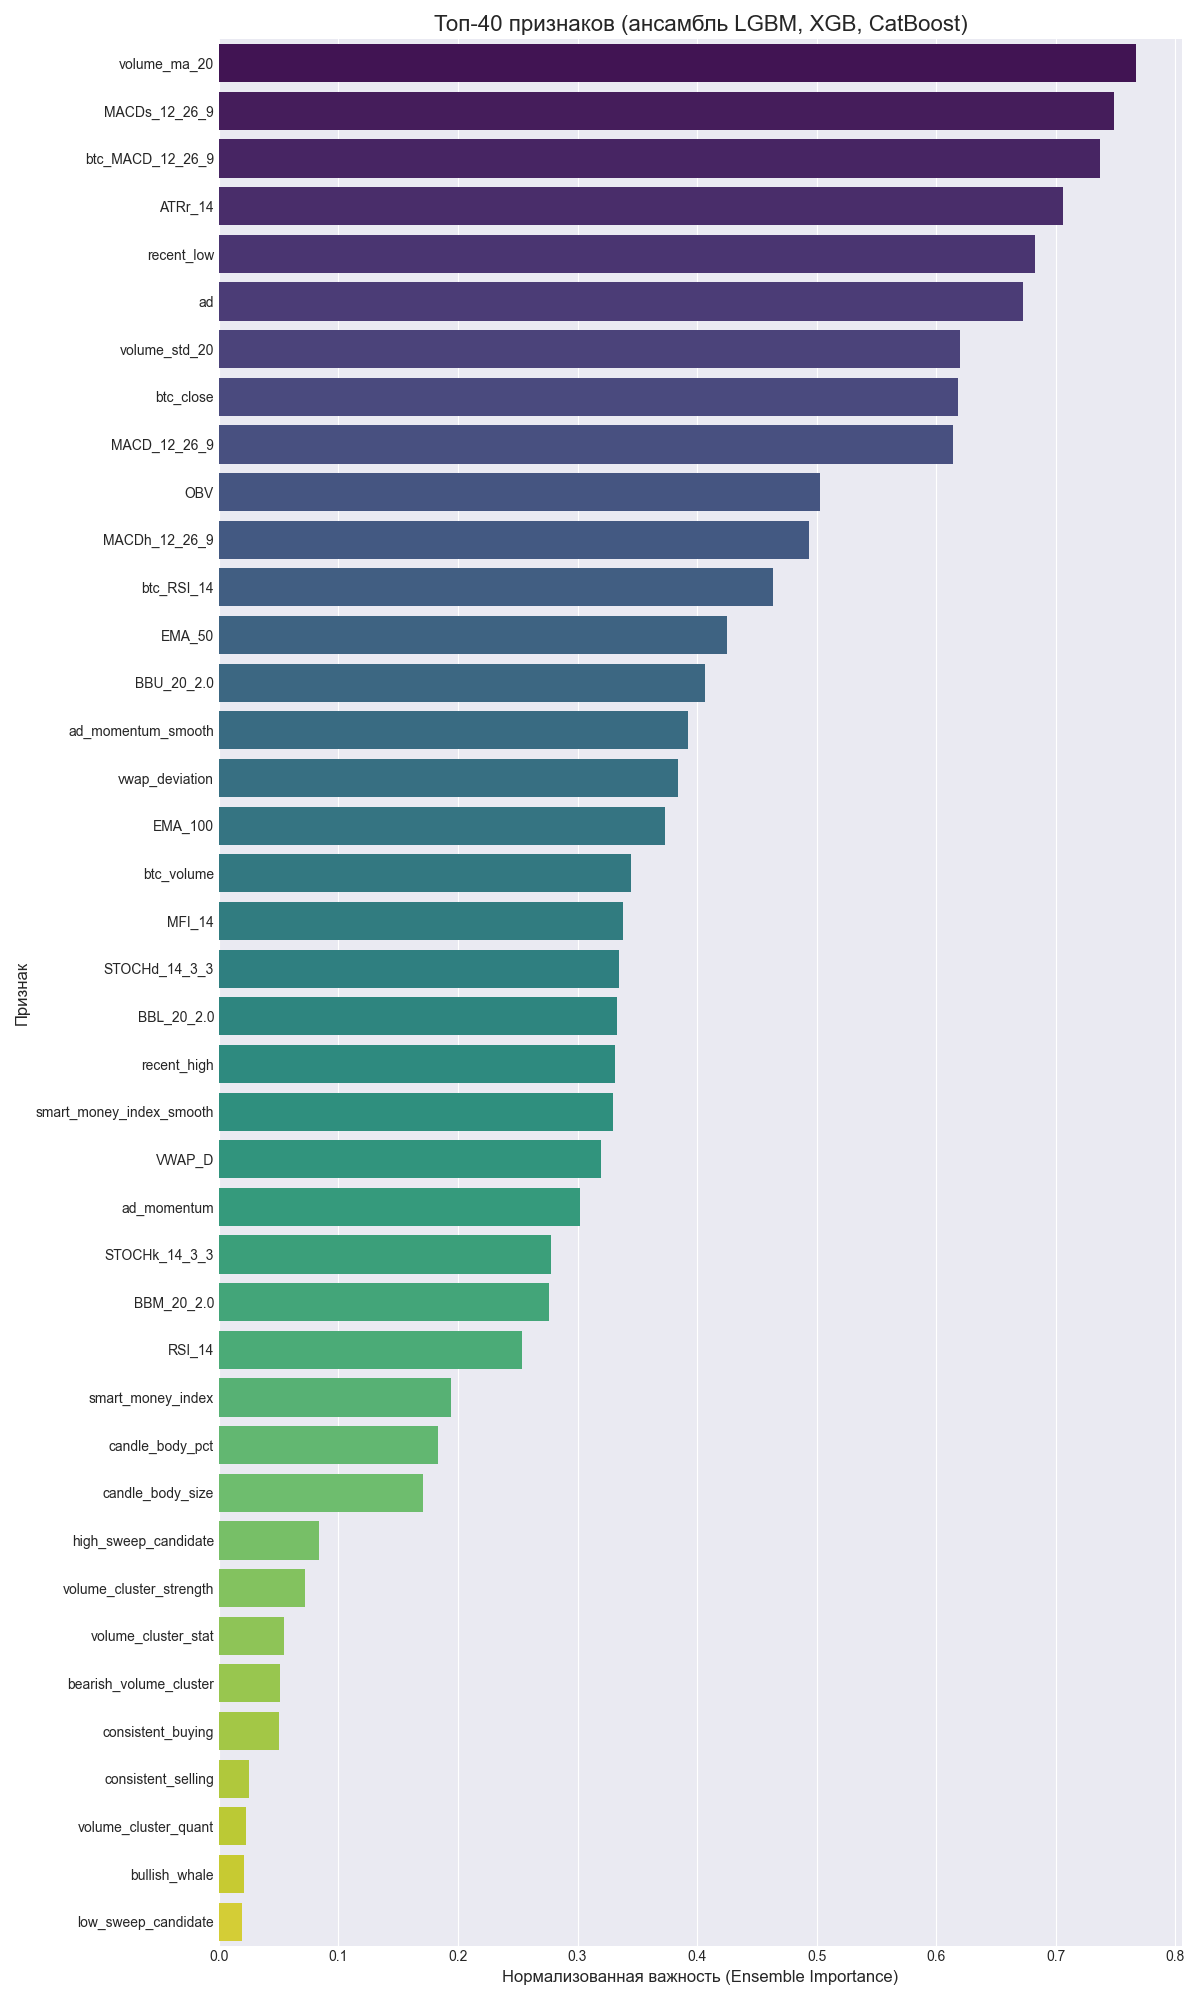 Топ-40 признаков (ансамбль LGBM, XGB, CatBoost)
volume_ma_20
MACDs_12_26_9
btc_MACD_12_26_9
ATRr_14
recent_low
ad
volume_std_20
btc_close
MACD_12_26_9
OBV
MACDh_12_26_9
btc_RSI_14
EMA_50
BBU_20_2.0
ad_momentum_smooth
vwap_deviation
EMA_100
btc_volume
MFI_14
STOCHd_14_3_3
BBL_20_2.0
recent_high
smart_money_index_smooth
VWAP_D
ad_momentum
STOCHk_14_3_3
BBM_20_2.0
RSI_14
smart_money_index
candle_body_pct
candle_body_size
high_sweep_candidate
volume_cluster_strength
volume_cluster_stat
bearish_volume_cluster
consistent_buying
consistent_selling
volume_cluster_quant
bullish_whale
low_sweep_candidate
Признак
0.0 0.1 0.2 0.3 0.4 0.5 0.6 0.7 0.8
Нормализованная важность (Ensemble Importance)